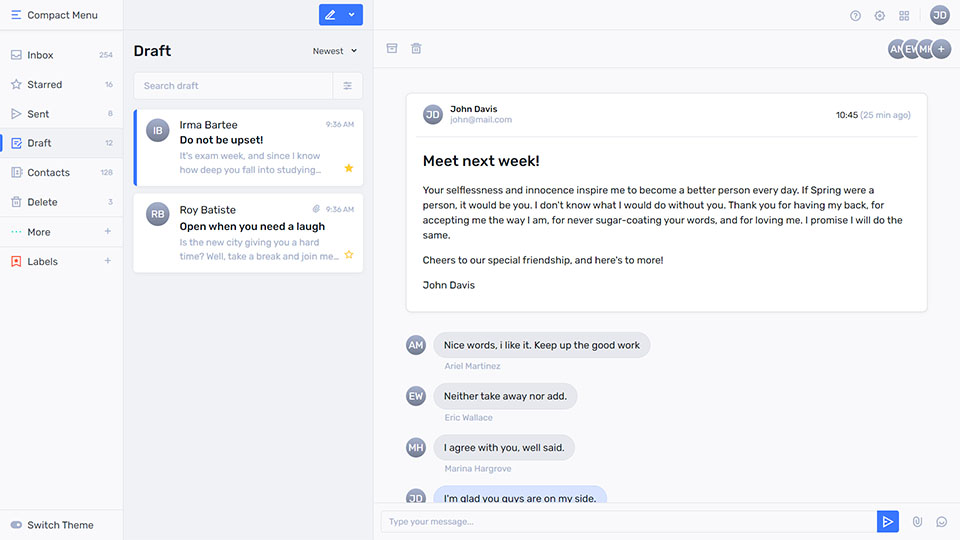 Compact Menu
JD
Inbox 254
Starred 16
Sent 8
Draft 12
Contacts 128
Delete 3
More +
Labels +
Switch Theme
Draft
Newest
Search draft
IB
Irma Bartee 9:36 AM
Do not be upset!
It's exam week, and since I know
how deep you fall into studying...
RB
Roy Batiste 9:36 AM
Open when you need a laugh
Is the new city giving you a hard
time? Well, take a break and join me...
AM EW MH +
JD
John Davis
john@mail.com
10:45 (25 min ago)
Meet next week!
Your selflessness and innocence inspire me to become a better person every day. If Spring were a
person, it would be you. I don't know what I would do without you. Thank you for having my back, for
accepting me the way I am, for never sugar-coating your words, and for loving me. I promise I will do the
same.
Cheers to our special friendship, and here's to more!
John Davis
AM
Nice words, i like it. Keep up the good work
Ariel Martinez
EW
Neither take away nor add.
Eric Wallace
MH
I agree with you, well said.
Marina Hargrove
JD
I'm glad you guys are on my side.
Type your message...